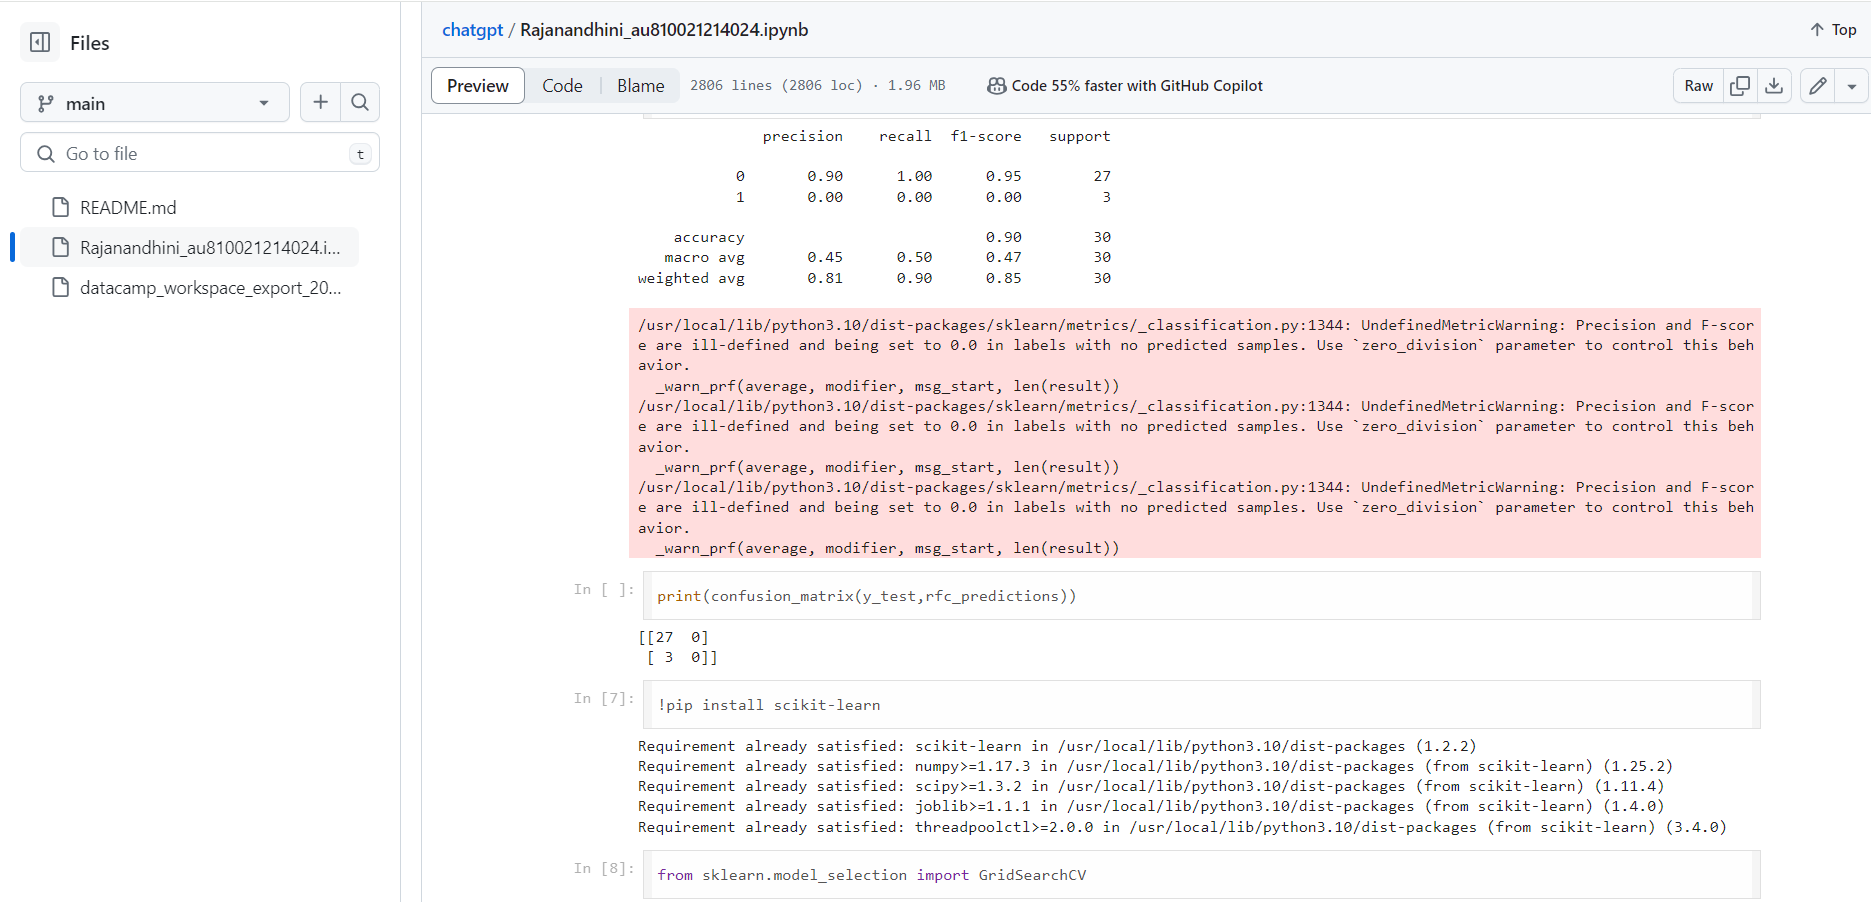 Files
main
Go to file
t
README.md
Rajanandhini_au810021214024.i...
datacamp_workspace_export_20...
chatgpt / Rajanandhini_au810021214024.ipynb
Top
Preview Code Blame 2806 lines (2806 loc) · 1.96 MB Code 55% faster with GitHub Copilot Raw
precision recall f1-score support
0 0.90 1.00 0.95 27
1 0.00 0.00 0.00 3
accuracy 0.90 30
macro avg 0.45 0.50 0.47 30
weighted avg 0.81 0.90 0.85 30
/usr/local/lib/python3.10/dist-packages/sklearn/metrics/_classification.py:1344: UndefinedMetricWarning: Precision and F-scor
e are ill-defined and being set to 0.0 in labels with no predicted samples. Use `zero_division` parameter to control this beh
avior.
_warn_prf(average, modifier, msg_start, len(result))
/usr/local/lib/python3.10/dist-packages/sklearn/metrics/_classification.py:1344: UndefinedMetricWarning: Precision and F-scor
e are ill-defined and being set to 0.0 in labels with no predicted samples. Use `zero_division` parameter to control this beh
avior.
_warn_prf(average, modifier, msg_start, len(result))
/usr/local/lib/python3.10/dist-packages/sklearn/metrics/_classification.py:1344: UndefinedMetricWarning: Precision and F-scor
e are ill-defined and being set to 0.0 in labels with no predicted samples. Use `zero_division` parameter to control this beh
avior.
_warn_prf(average, modifier, msg_start, len(result))
In [ ]: print(confusion_matrix(y_test,rfc_predictions))
[[27 0]
[ 3 0]]
In [7]: !pip install scikit-learn
Requirement already satisfied: scikit-learn in /usr/local/lib/python3.10/dist-packages (1.2.2)
Requirement already satisfied: numpy>=1.17.3 in /usr/local/lib/python3.10/dist-packages (from scikit-learn) (1.25.2)
Requirement already satisfied: scipy>=1.3.2 in /usr/local/lib/python3.10/dist-packages (from scikit-learn) (1.11.4)
Requirement already satisfied: joblib>=1.1.1 in /usr/local/lib/python3.10/dist-packages (from scikit-learn) (1.4.0)
Requirement already satisfied: threadpoolctl>=2.0.0 in /usr/local/lib/python3.10/dist-packages (from scikit-learn) (3.4.0)
In [8]: from sklearn.model_selection import GridSearchCV